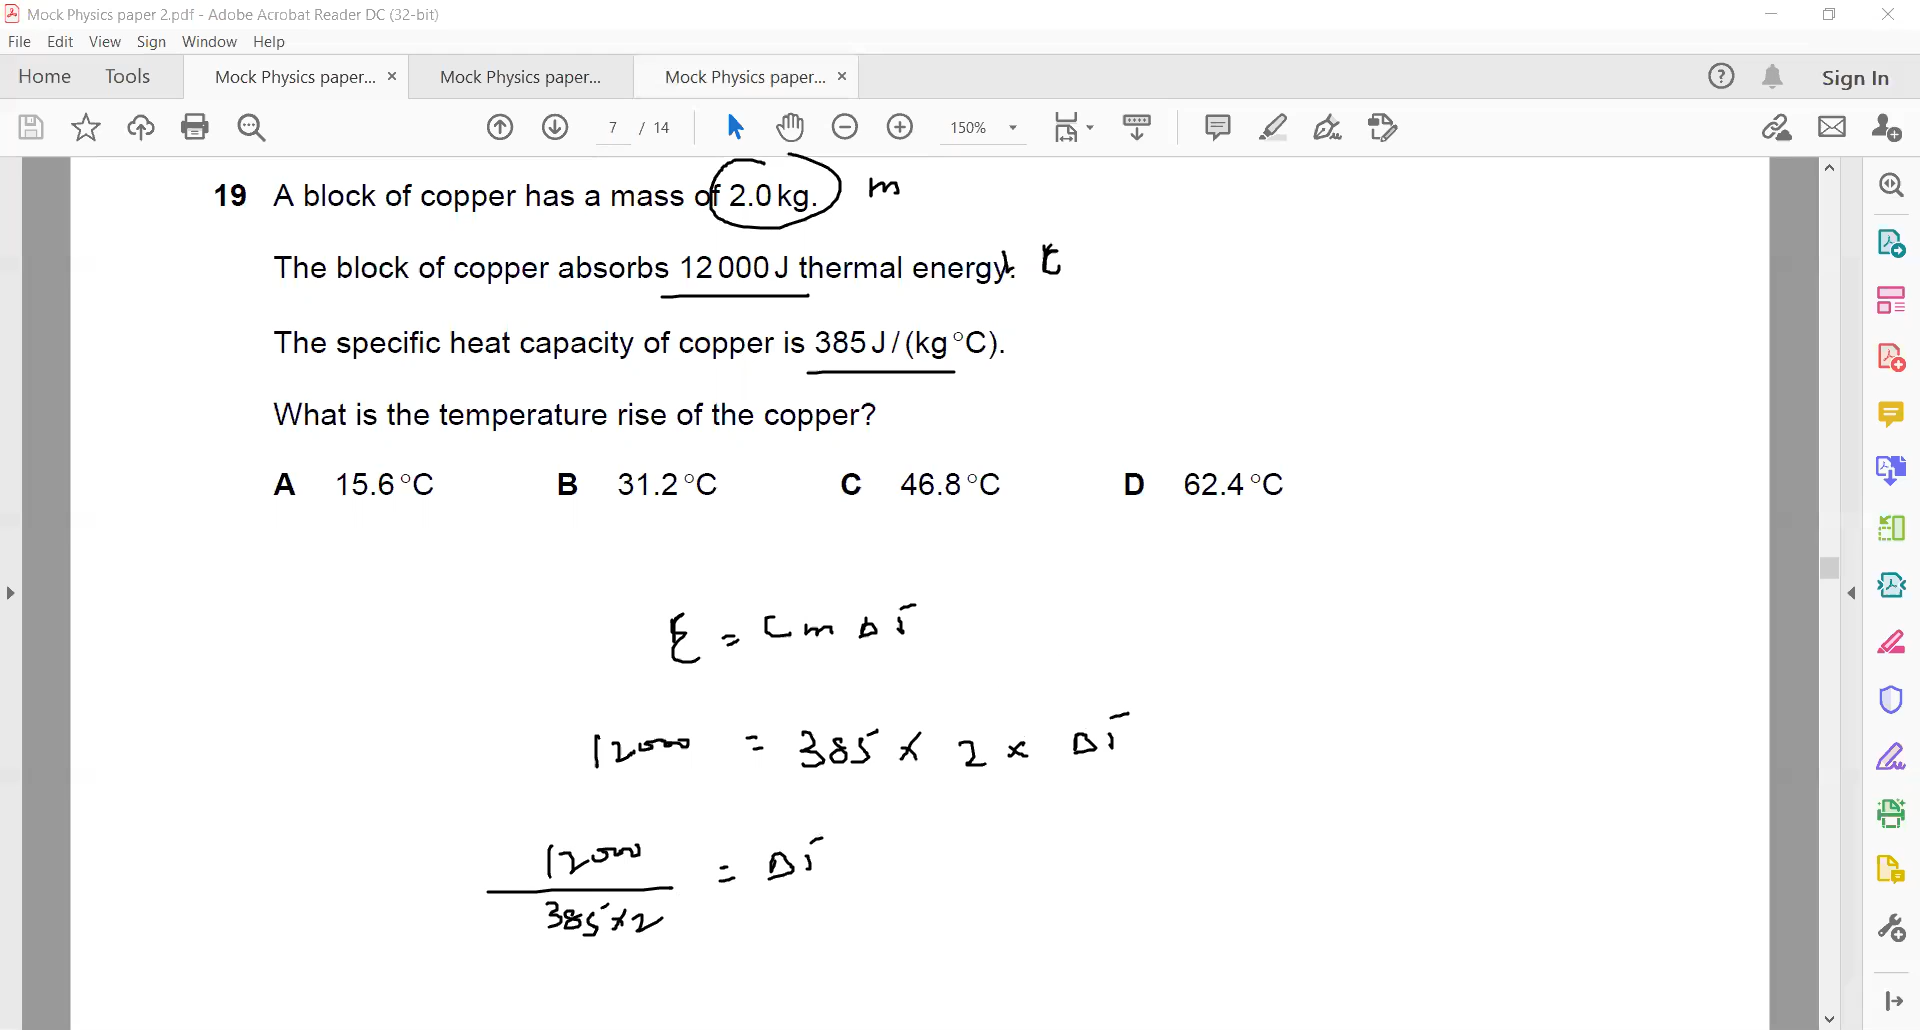 Mock Physics paper 2.pdf - Adobe Acrobat Reader DC (32-bit)
File Edit View Sign Window Help
Home Tools Mock Physics paper... × Mock Physics paper... Mock Physics paper... × Sign In
7 / 14 150%
19 A block of copper has a mass of 2.0 kg. m
The block of copper absorbs 12 000 J thermal energy. E
The specific heat capacity of copper is 385 J / (kg °C).
What is the temperature rise of the copper?
A 15.6 °C B 31.2 °C C 46.8 °C D 62.4 °C
E = C m Δ T
12000 = 385 × 2 × Δ T
12000
= Δ T
385 × 2